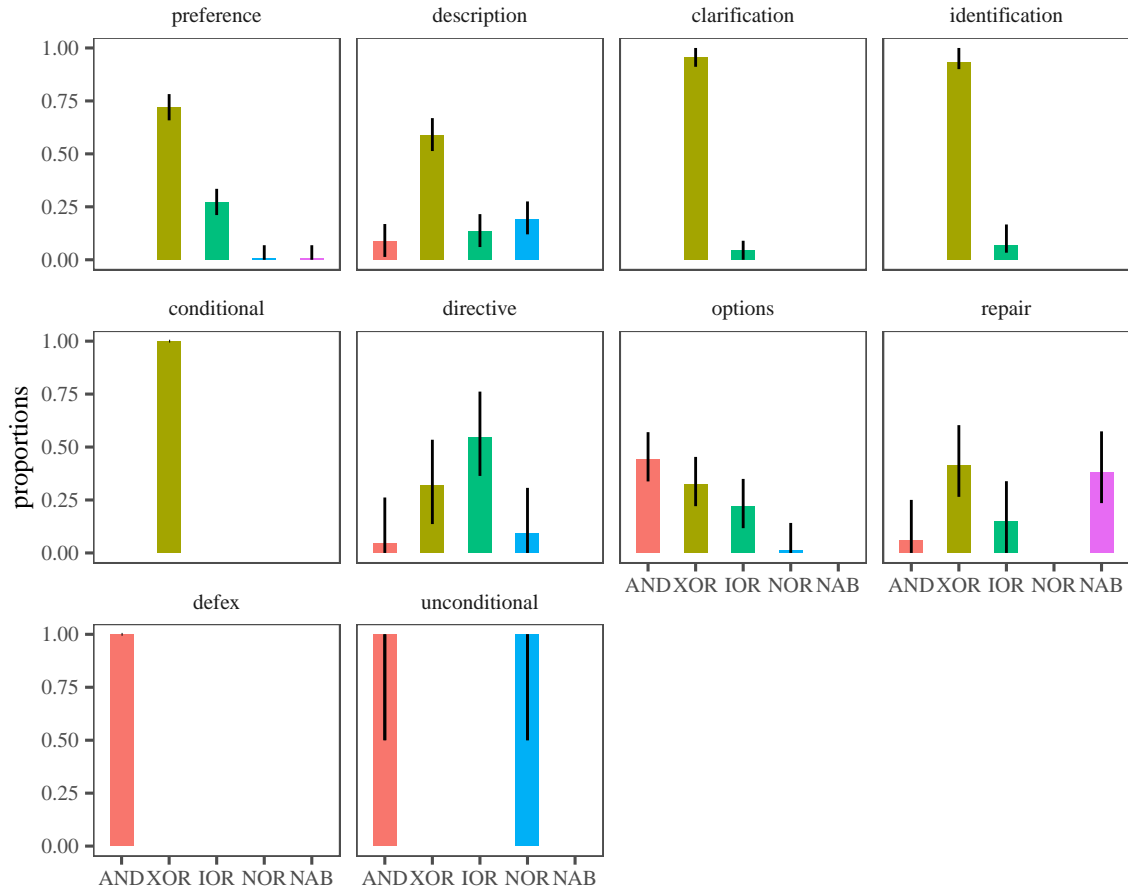 preference description clarification identification
1.00
0.75
0.50
0.25
0.00
conditional directive options repair
1.00
0.75
0.50
0.25
0.00
AND XOR IOR NOR NAB AND XOR IOR NOR NAB
defex unconditional
1.00
0.75
0.50
0.25
0.00
AND XOR IOR NOR NAB AND XOR IOR NOR NAB
proportions